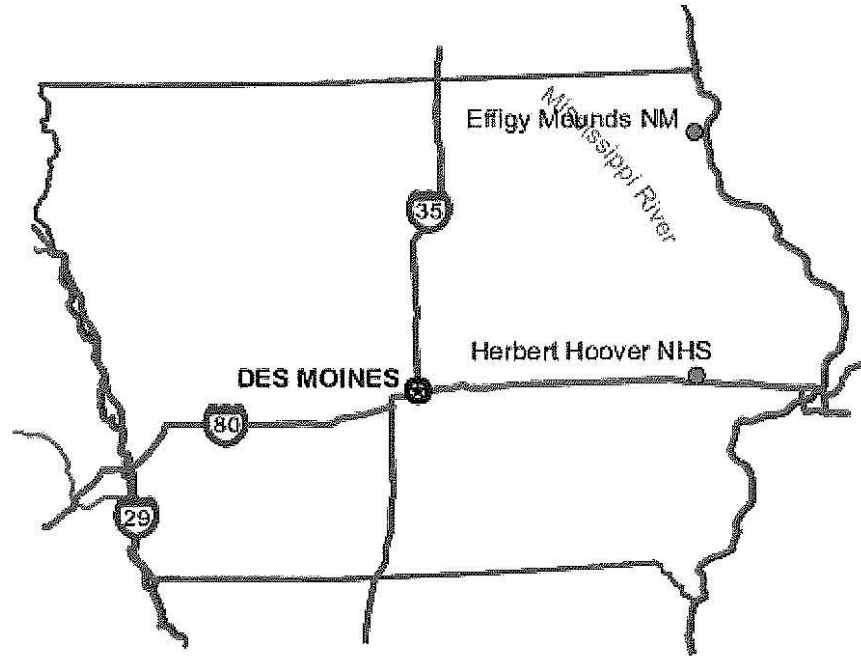 Effigy Mounds NM
Mississippi River
35
Herbert Hoover NHS
DES MOINES
80
29